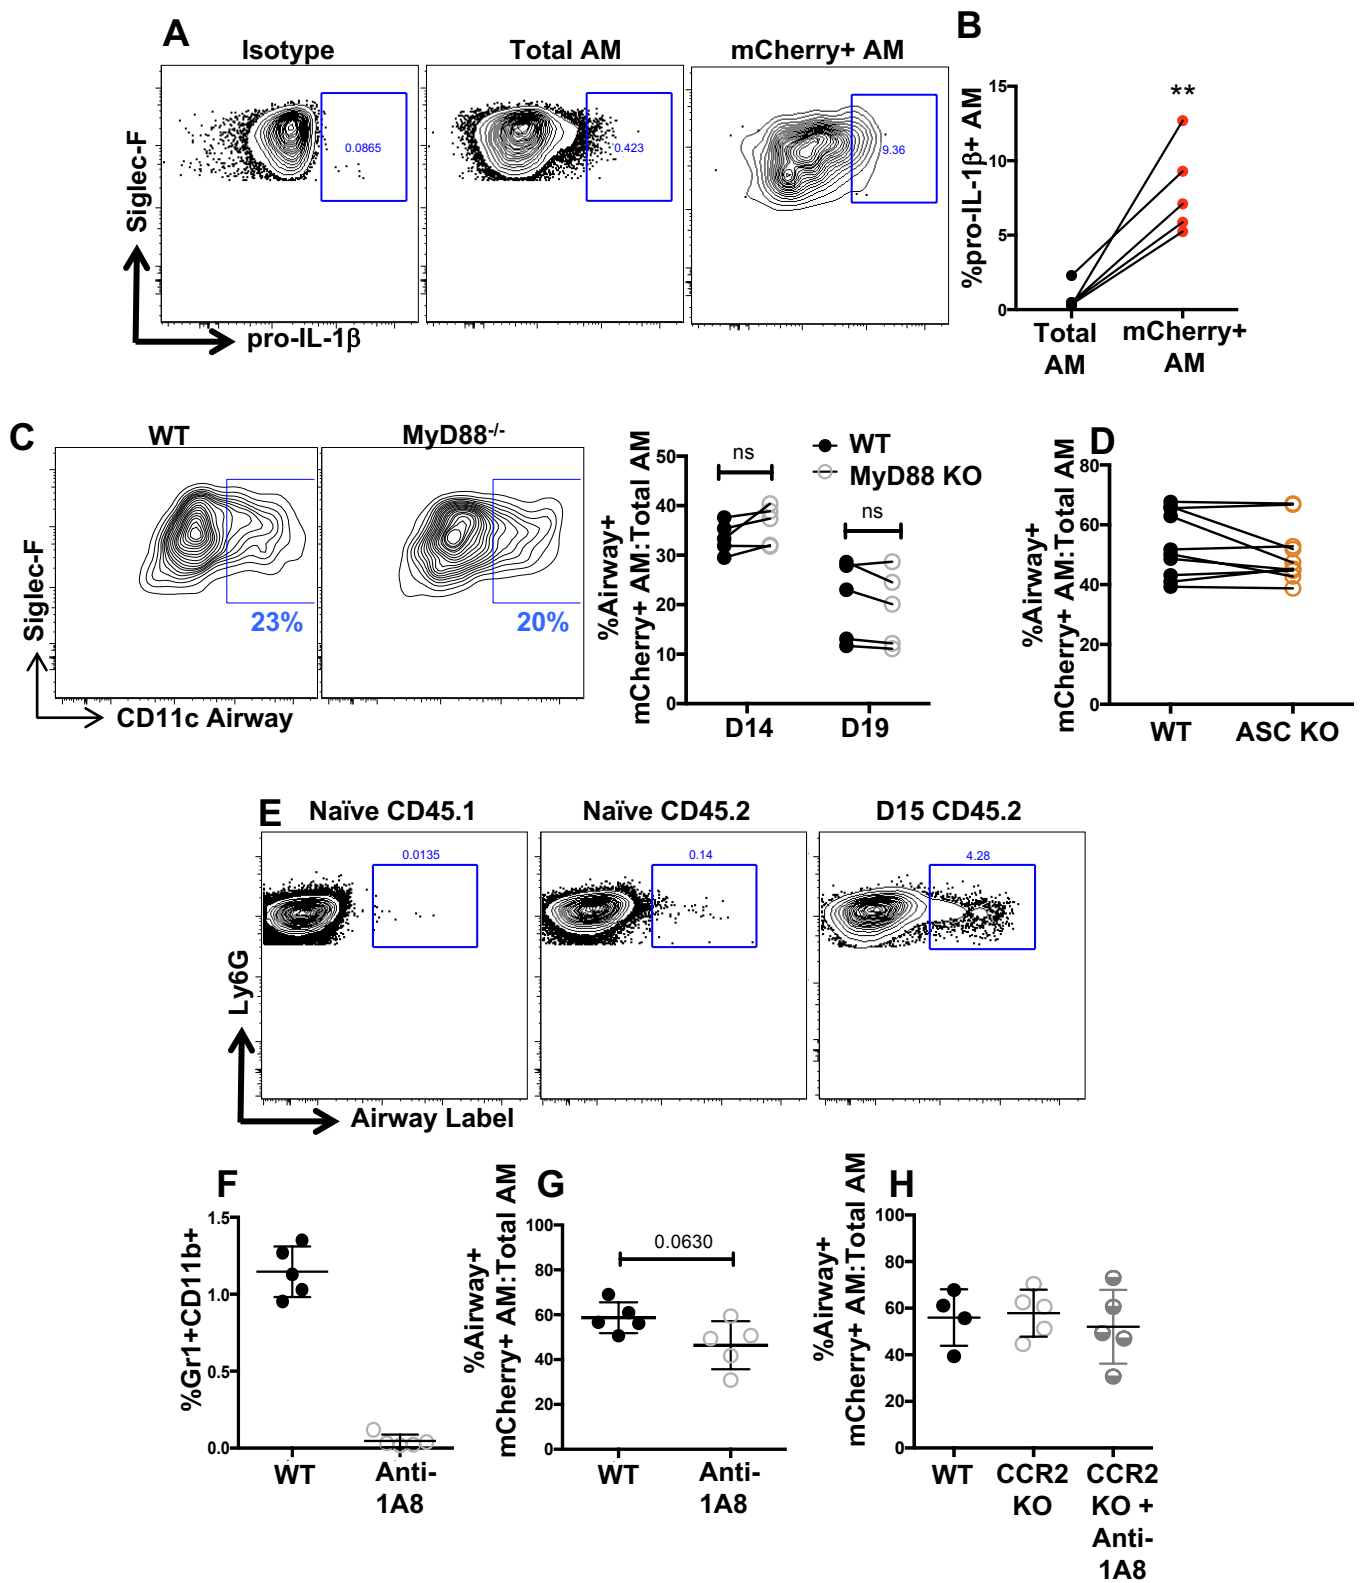 A
Isotype
Total AM
mCherry+ AM
0.0865
0.423
9.36
Siglec-F
pro-IL-1β
B
**
%pro-IL-1β+ AM
15
10
5
0
Total
AM
mCherry+
AM
C
WT
MyD88-/-
23%
20%
Siglec-F
CD11c Airway
WT
MyD88 KO
ns
ns
%Airway+
mCherry+ AM:Total AM
50
40
30
20
10
0
D14
D19
D
%Airway+
mCherry+ AM:Total AM
80
60
40
20
0
WT
ASC KO
E
Naïve CD45.1
Naïve CD45.2
D15 CD45.2
0.0135
0.14
4.28
Ly6G
Airway Label
F
%Gr1+CD11b+
1.5
1.0
0.5
0.0
WT
Anti-
1A8
G
%Airway+
mCherry+ AM:Total AM
0.0630
100
80
60
40
20
0
WT
Anti-
1A8
H
%Airway+
mCherry+ AM:Total AM
100
80
60
40
20
0
WT
CCR2
KO
CCR2
KO +
Anti-
1A8